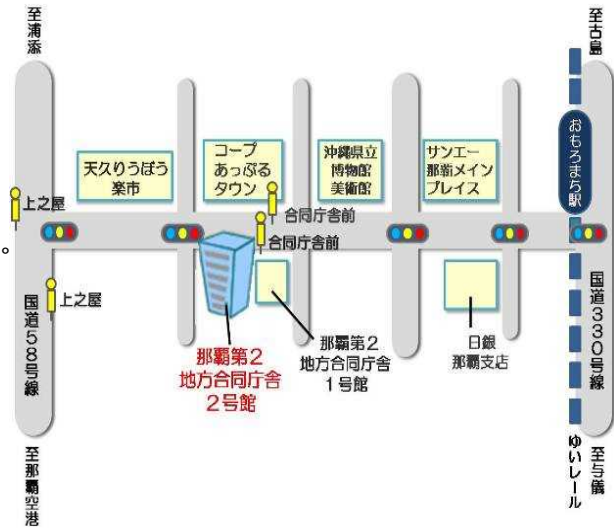 至浦添
至古島
おもろまち駅
天久りうぼう
楽市
コープ
あっぷる
タウン
沖縄県立
博物館
美術館
サンエー
那覇メイン
プレイス
上之屋
合同庁舎前
合同庁舎前
。
上之屋
国道58号線
国道330号線
那覇第2
地方合同庁舎
2号館
那覇第2
地方合同庁舎
1号館
日銀
那覇支店
ゆいレール
至那覇空港
至与儀